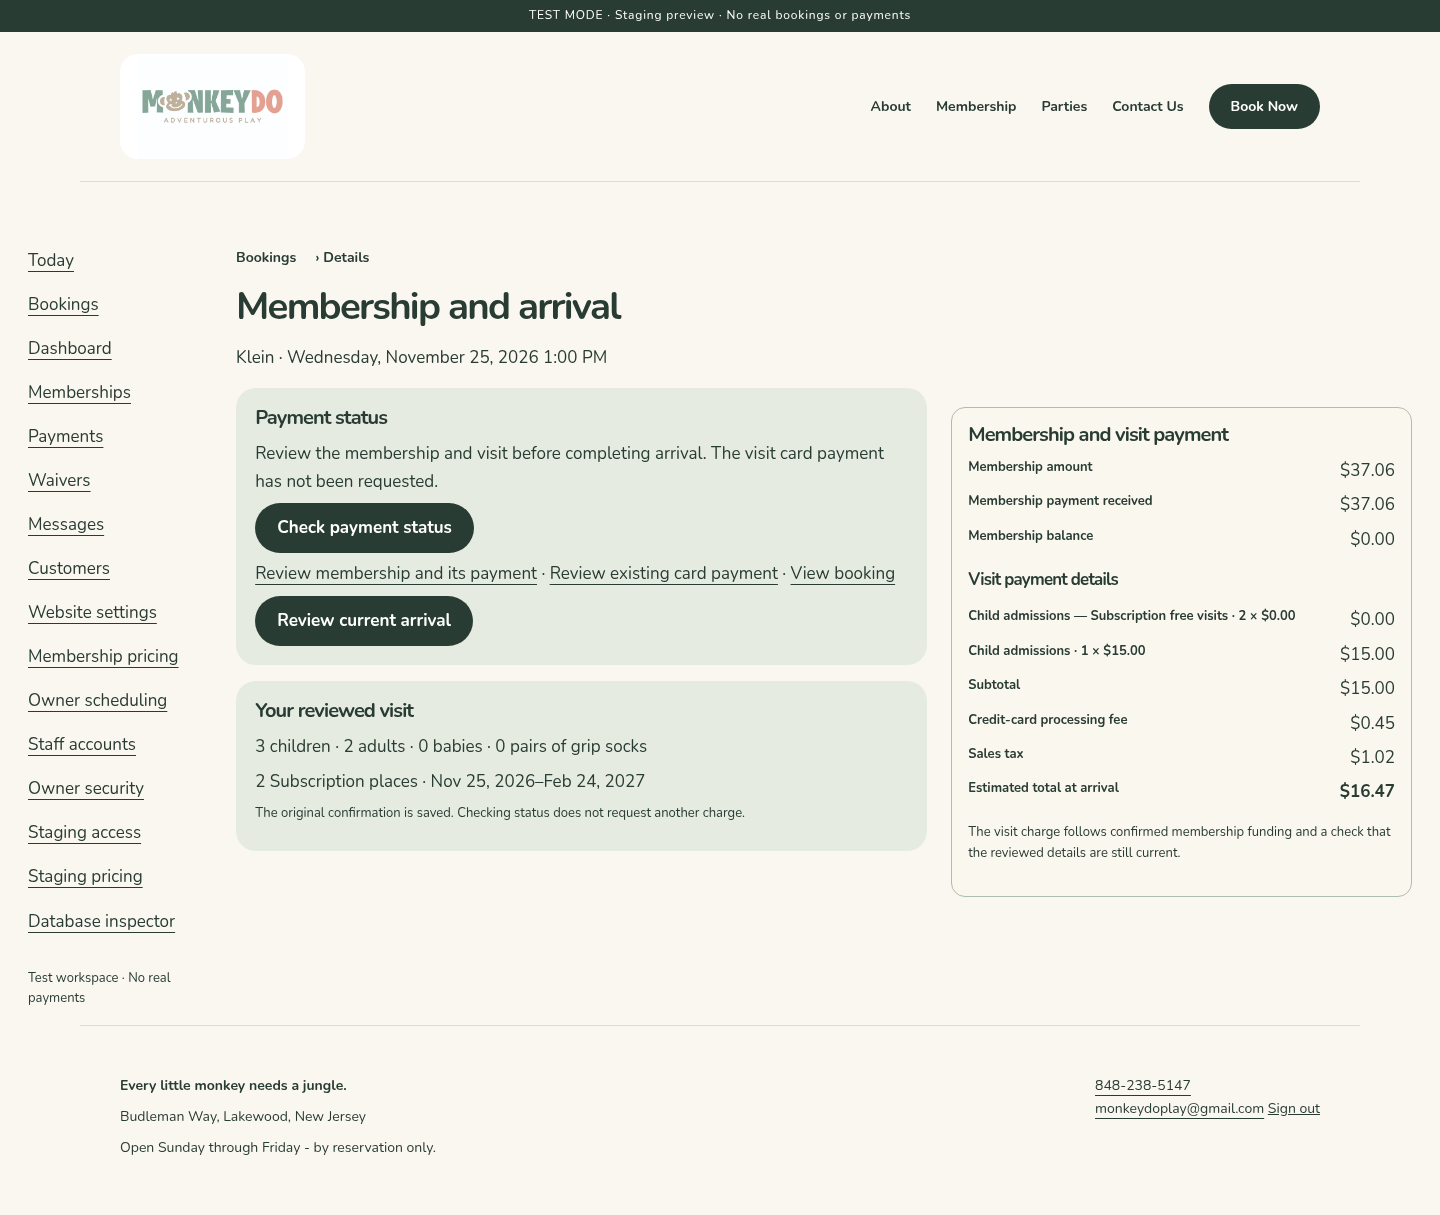 TEST MODE · Staging preview · No real bookings or payments
MONKEYDO
ADVENTUROUS PLAY
About Membership Parties Contact Us Book Now
Today
Bookings
Dashboard
Memberships
Payments
Waivers
Messages
Customers
Website settings
Membership pricing
Owner scheduling
Staff accounts
Owner security
Staging access
Staging pricing
Database inspector
Test workspace · No real
payments
Bookings › Details
Membership and arrival
Klein · Wednesday, November 25, 2026 1:00 PM
Payment status
Review the membership and visit before completing arrival. The visit card payment
has not been requested.
Check payment status
Review membership and its payment · Review existing card payment · View booking
Review current arrival
Your reviewed visit
3 children · 2 adults · 0 babies · 0 pairs of grip socks
2 Subscription places · Nov 25, 2026–Feb 24, 2027
The original confirmation is saved. Checking status does not request another charge.
Membership and visit payment
Membership amount $37.06
Membership payment received $37.06
Membership balance $0.00
Visit payment details
Child admissions — Subscription free visits · 2 × $0.00 $0.00
Child admissions · 1 × $15.00 $15.00
Subtotal $15.00
Credit-card processing fee $0.45
Sales tax $1.02
Estimated total at arrival $16.47
The visit charge follows confirmed membership funding and a check that
the reviewed details are still current.
Every little monkey needs a jungle.
Budleman Way, Lakewood, New Jersey
Open Sunday through Friday - by reservation only.
848-238-5147
monkeydoplay@gmail.com Sign out